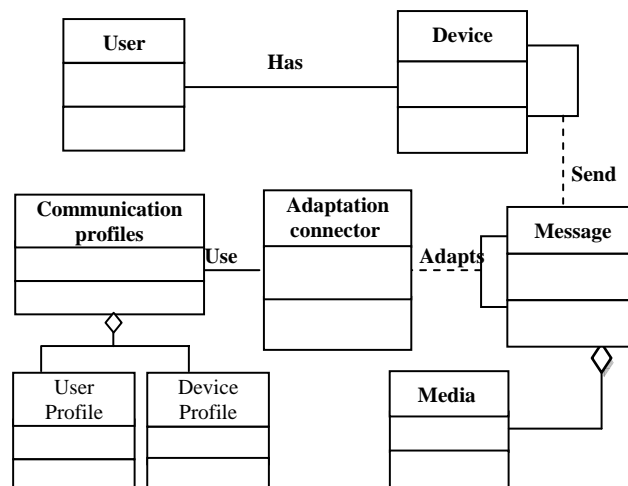 User
Device
Has
Send
Communication
profiles
Adaptation
connector
Message
Use
Adapts
User
Profile
Device
Profile
Media